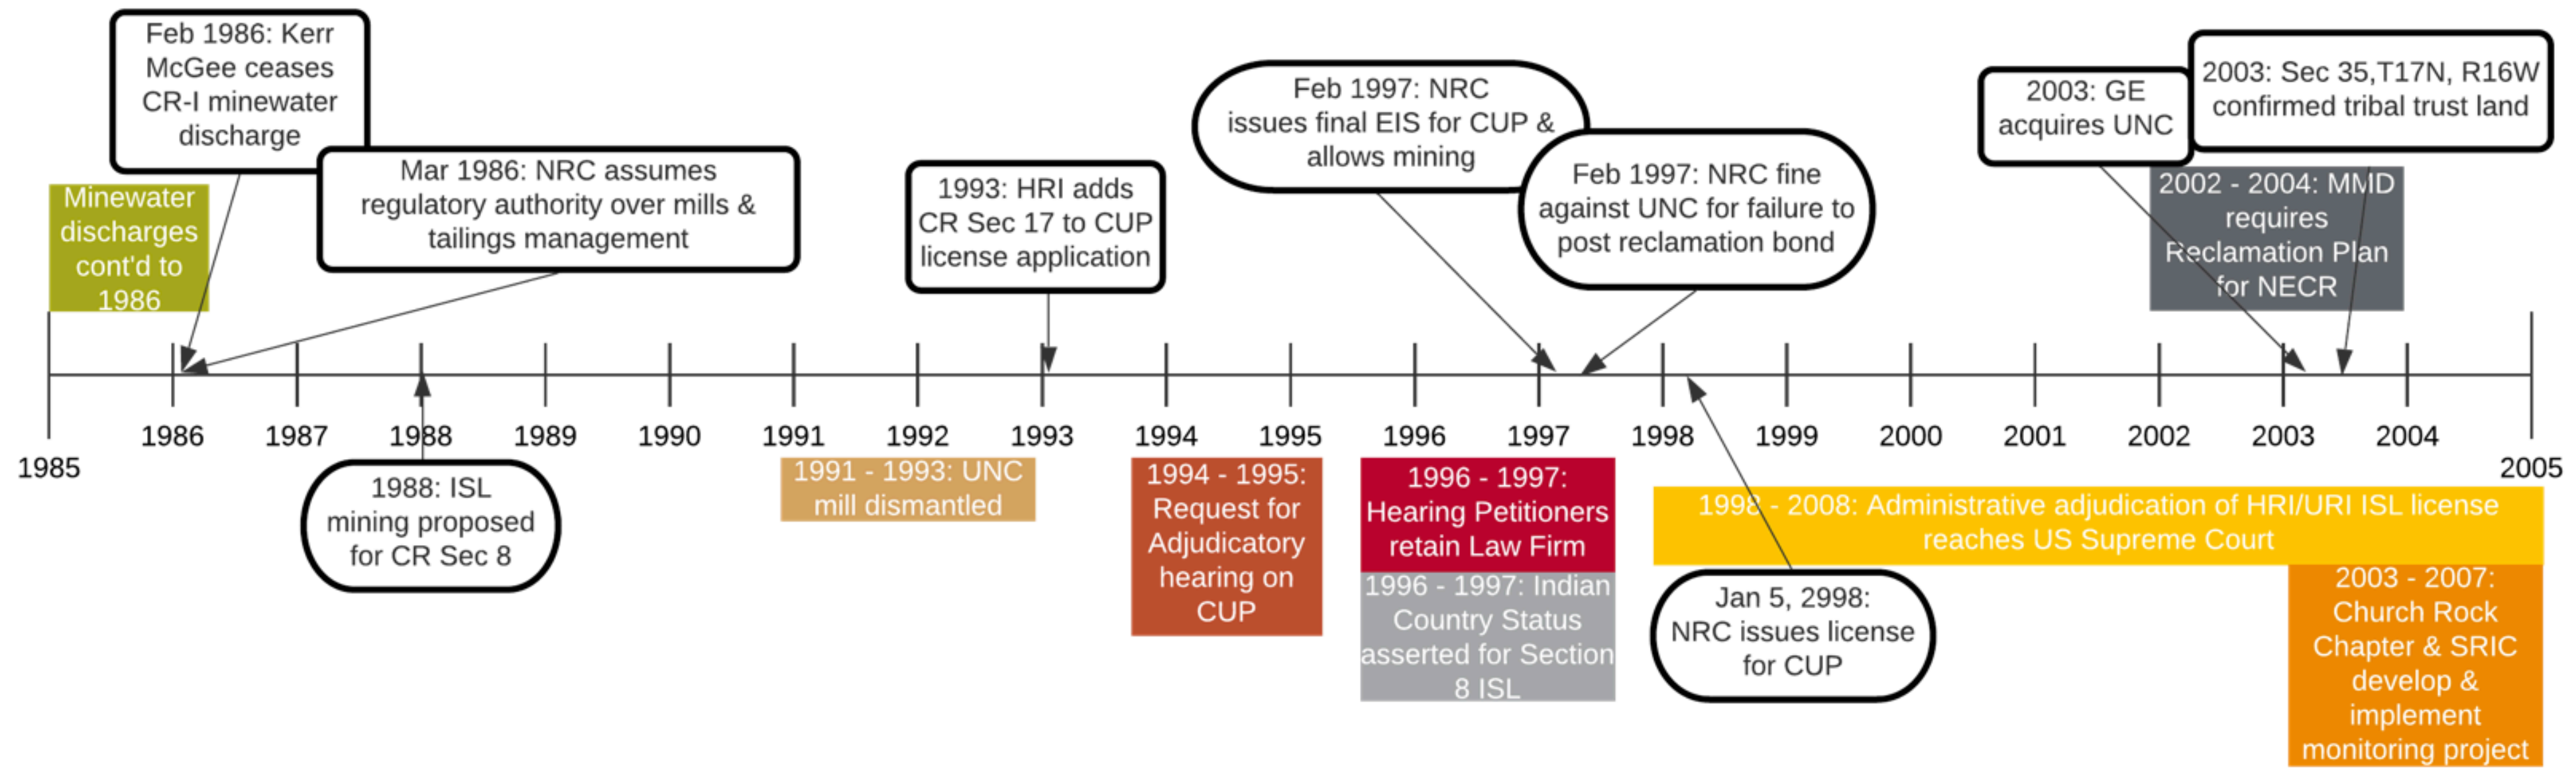 Feb 1986: Kerr
McGee ceases
CR-I minewater
discharge
Mar 1986: NRC assumes
regulatory authority over mills &
tailings management
Minewater
discharges
cont'd to
1986
1993: HRI adds
CR Sec 17 to CUP
license application
Feb 1997: NRC
issues final EIS for CUP &
allows mining
Feb 1997: NRC fine
against UNC for failure to
post reclamation bond
2003: GE
acquires UNC
2003: Sec 35,T17N, R16W
confirmed tribal trust land
2002 - 2004: MMD
requires
Reclamation Plan
for NECR
1985
1986
1987
1988
1989
1990
1991
1992
1993
1994
1995
1996
1997
1998
1999
2000
2001
2002
2003
2004
2005
1988: ISL
mining proposed
for CR Sec 8
1991 - 1993: UNC
mill dismantled
1994 - 1995:
Request for
Adjudicatory
hearing on
CUP
1996 - 1997:
Hearing Petitioners
retain Law Firm
1996 - 1997: Indian
Country Status
asserted for Section
8 ISL
1998 - 2008: Administrative adjudication of HRI/URI ISL license
reaches US Supreme Court
Jan 5, 2998:
NRC issues license
for CUP
2003 - 2007:
Church Rock
Chapter & SRIC
develop &
implement
monitoring project